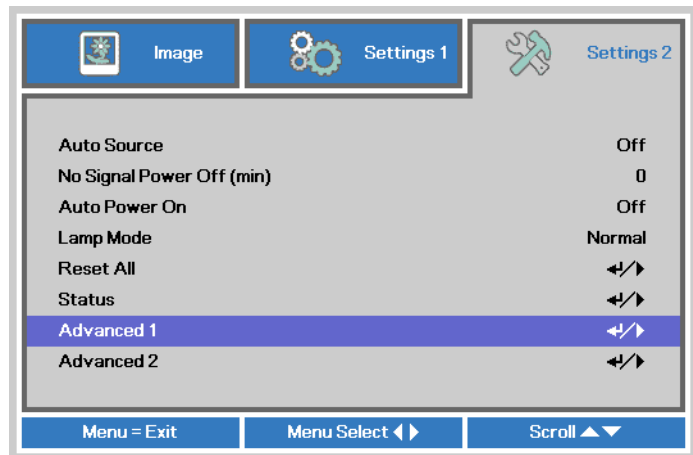 Image Settings 1 Settings 2
Auto Source Off
No Signal Power Off (min) 0
Auto Power On Off
Lamp Mode Normal
Reset All ↵/▶
Status ↵/▶
Advanced 1 ↵/▶
Advanced 2 ↵/▶
Menu = Exit Menu Select ◀▶ Scroll ▲▼